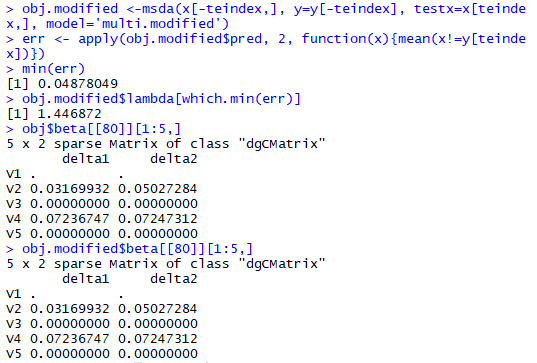 > obj.modified <-msda(x[-teindex,], y=y[-teindex], testx=x[teinde
x,], model='multi.modified')
> err <- apply(obj.modified$pred, 2, function(x){mean(x!=y[teinde
x])})
> min(err)
[1] 0.04878049
> obj.modified$lambda[which.min(err)]
[1] 1.446872
> obj$beta[[80]][1:5,]
5 x 2 sparse Matrix of class "dgCMatrix"
delta1 delta2
V1 . .
V2 0.03169932 0.05027284
V3 0.00000000 0.00000000
V4 0.07236747 0.07247312
V5 0.00000000 0.00000000
> obj.modified$beta[[80]][1:5,]
5 x 2 sparse Matrix of class "dgCMatrix"
delta1 delta2
V1 . .
V2 0.03169932 0.05027284
V3 0.00000000 0.00000000
V4 0.07236747 0.07247312
V5 0.00000000 0.00000000